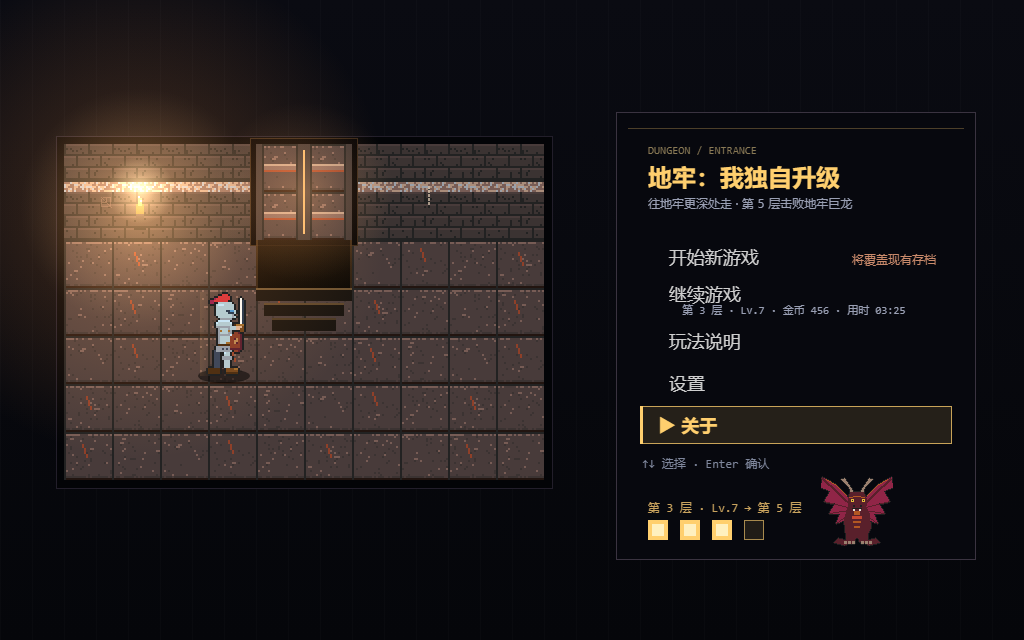 DUNGEON / ENTRANCE
地牢：我独自升级
往地牢更深处走 · 第 5 层击败地牢巨龙
开始新游戏 将覆盖现有存档
继续游戏
第 3 层 · Lv.7 · 金币 456 · 用时 03:25
玩法说明
设置
▶ 关于
↑↓ 选择 · Enter 确认
第 3 层 · Lv.7 → 第 5 层